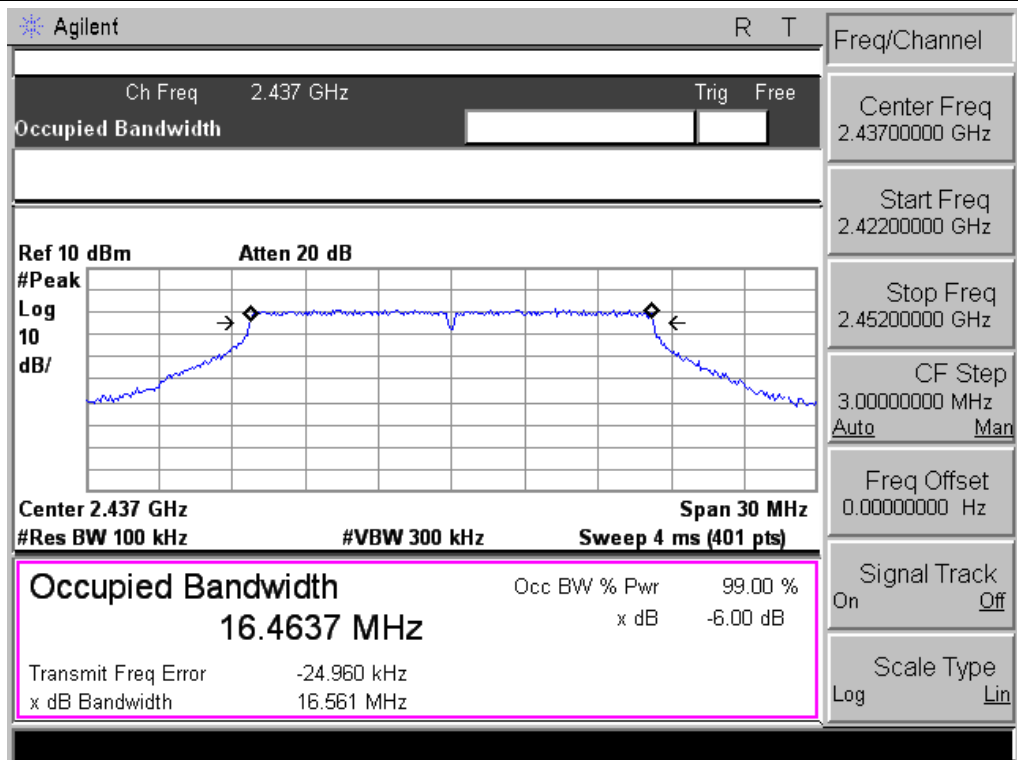 Agilent R T
Ch Freq 2.437 GHz Trig Free
Occupied Bandwidth
Ref 10 dBm Atten 20 dB
#Peak
Log
10
dB/
Center 2.437 GHz Span 30 MHz
#Res BW 100 kHz #VBW 300 kHz Sweep 4 ms (401 pts)
Occupied Bandwidth
16.4637 MHz
Occ BW % Pwr 99.00 %
x dB -6.00 dB
Transmit Freq Error -24.960 kHz
x dB Bandwidth 16.561 MHz
Freq/Channel
Center Freq
2.43700000 GHz
Start Freq
2.42200000 GHz
Stop Freq
2.45200000 GHz
CF Step
3.00000000 MHz
Auto Man
Freq Offset
0.00000000 Hz
Signal Track
On Off
Scale Type
Log Lin